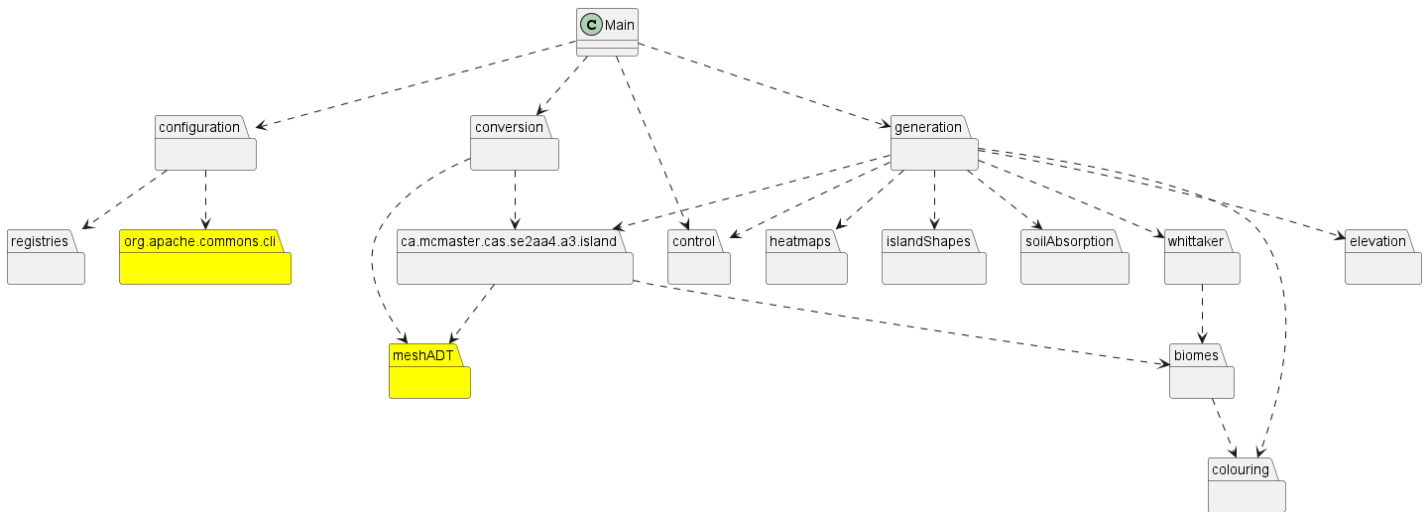 C Main
configuration
conversion
generation
registries
org.apache.commons.cli
ca.mcmaster.cas.se2aa4.a3.island
control
heatmaps
islandShapes
soilAbsorption
whittaker
elevation
meshADT
biomes
colouring